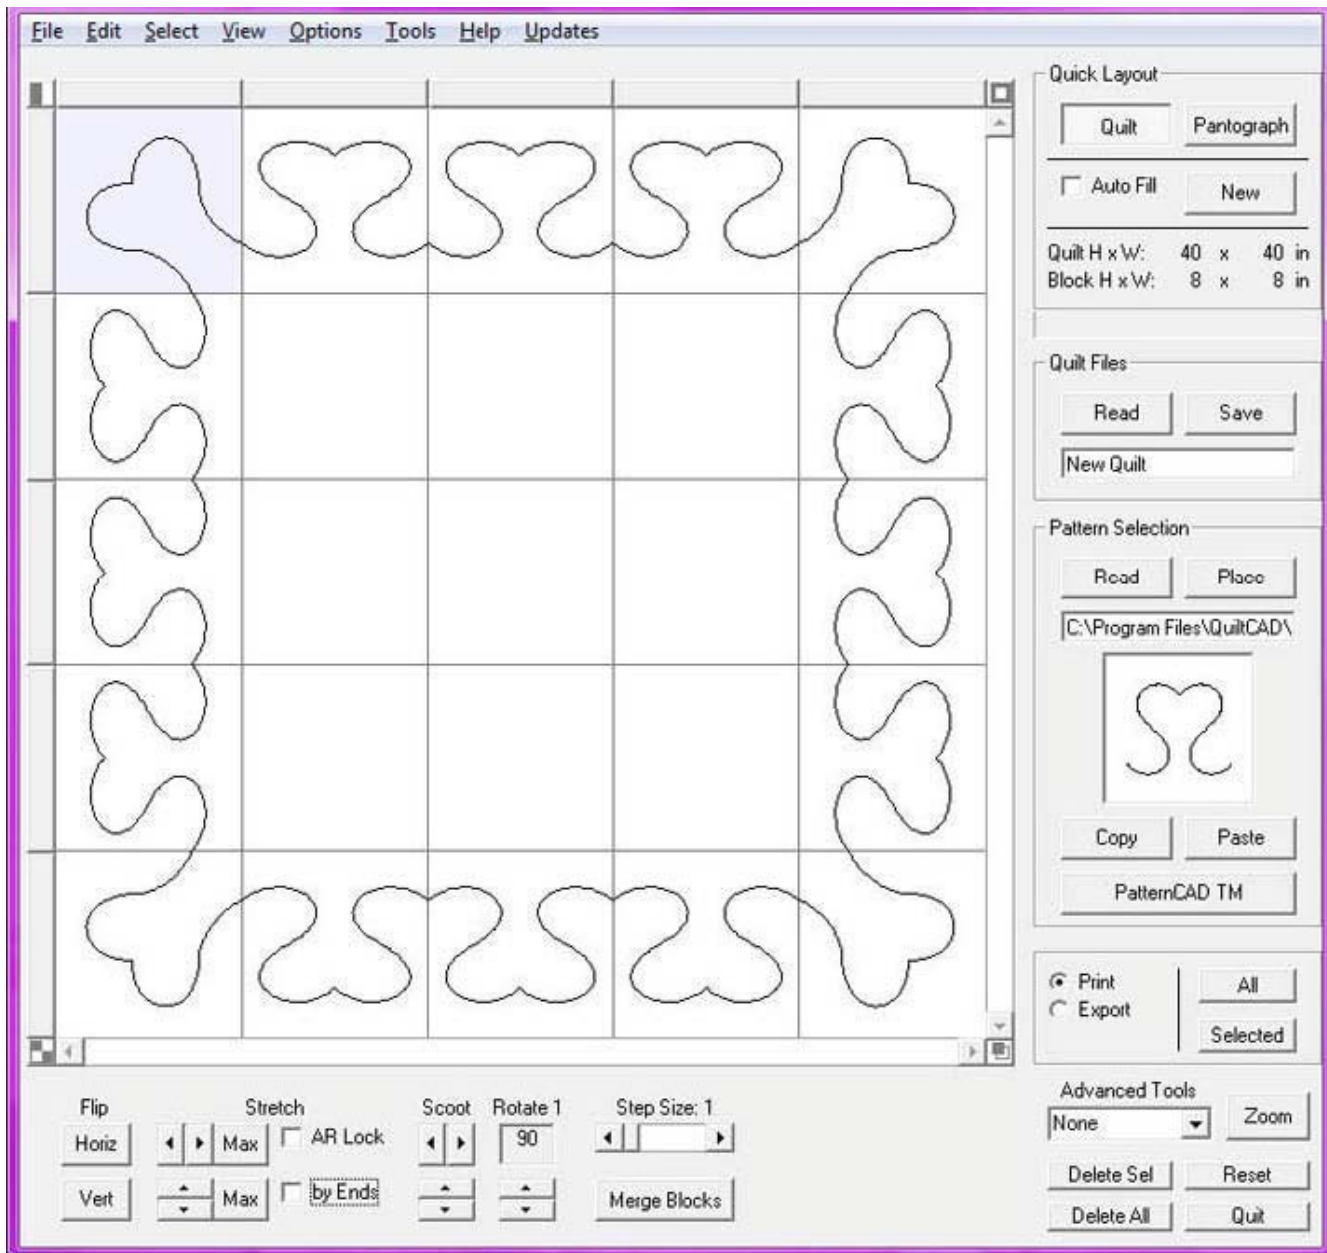 File Edit Select View Options Tools Help Updates
Quick Layout
Quilt Pantograph
Auto Fill New
Quilt H x W: 40 x 40 in
Block H x W: 8 x 8 in
Quilt Files
Read Save
New Quilt
Pattern Selection
Read Place
C:\Program Files\QuiltCAD\
Copy Paste
PatternCAD TM
Print All
Export
Selected
Advanced Tools
None Zoom
Delete Sel Reset
Delete All Quit
Flip Stretch Scoot Rotate 1 Step Size: 1
Horiz Max AR Lock 90
Vert Max by Ends Merge Blocks